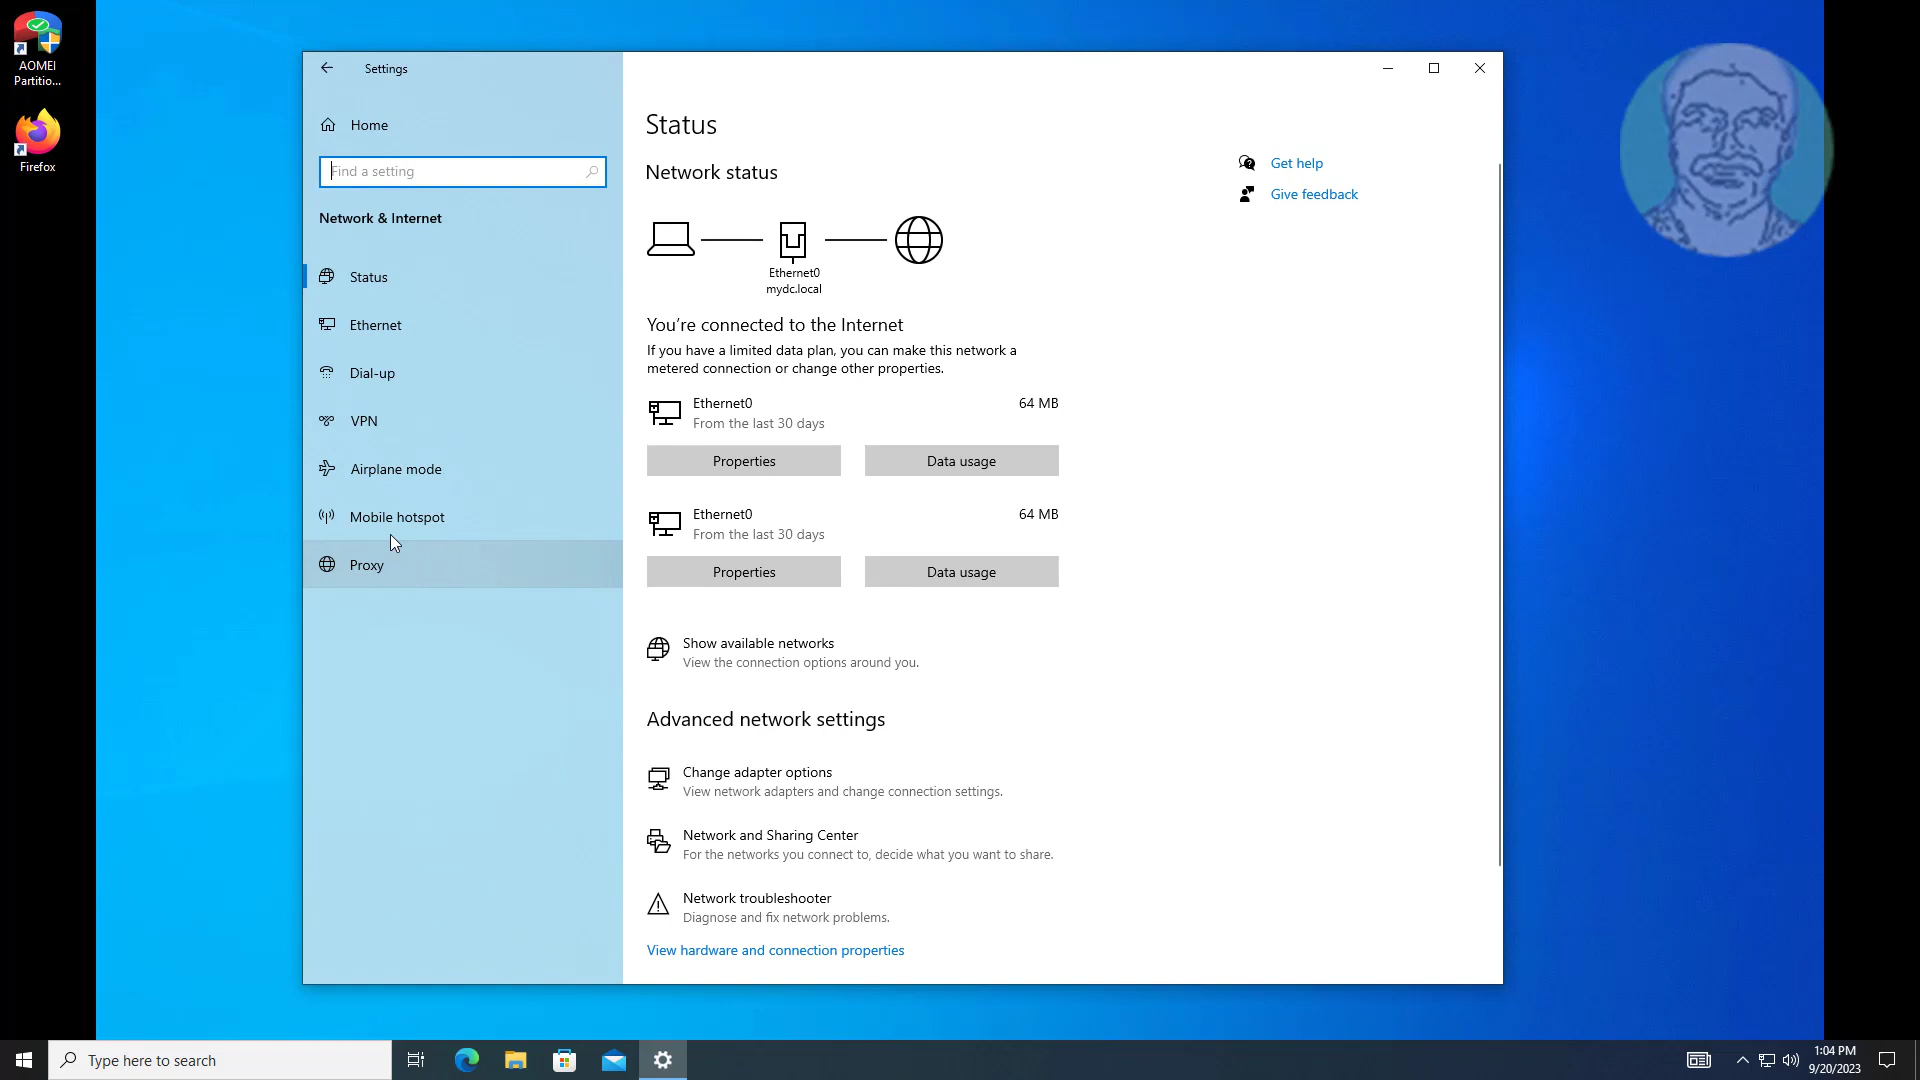 AOMEI
Partitio...
Firefox
Settings
Home
Find a setting
Network & Internet
Status
Ethernet
Dial-up
VPN
Airplane mode
Mobile hotspot
Proxy
Status
Network status
Ethernet0
mydc.local
You're connected to the Internet
If you have a limited data plan, you can make this network a
metered connection or change other properties.
Ethernet0 64 MB
From the last 30 days
Properties Data usage
Ethernet0 64 MB
From the last 30 days
Properties Data usage
Show available networks
View the connection options around you.
Advanced network settings
Change adapter options
View network adapters and change connection settings.
Network and Sharing Center
For the networks you connect to, decide what you want to share.
Network troubleshooter
Diagnose and fix network problems.
View hardware and connection properties
Get help
Give feedback
Type here to search
1:04 PM
9/20/2023